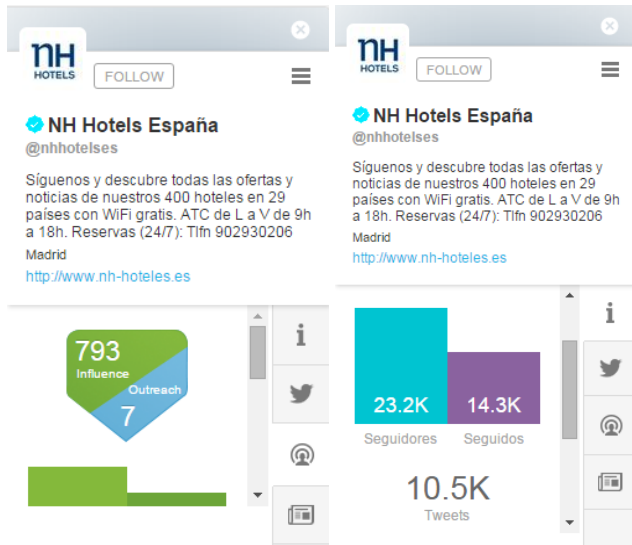 nH
HOTELS
FOLLOW
NH Hotels España
@nhhotelses
Síguenos y descubre todas las ofertas y
noticias de nuestros 400 hoteles en 29
países con WiFi gratis. ATC de L a V de 9h
a 18h. Reservas (24/7): Tlfn 902930206
Madrid
http://www.nh-hoteles.es
793
Influence
Outreach
7
nH
HOTELS
FOLLOW
NH Hotels España
@nhhotelses
Síguenos y descubre todas las ofertas y
noticias de nuestros 400 hoteles en 29
países con WiFi gratis. ATC de L a V de 9h
a 18h. Reservas (24/7): Tlfn 902930206
Madrid
http://www.nh-hoteles.es
23.2K 14.3K
Seguidores Seguidos
10.5K
Tweets